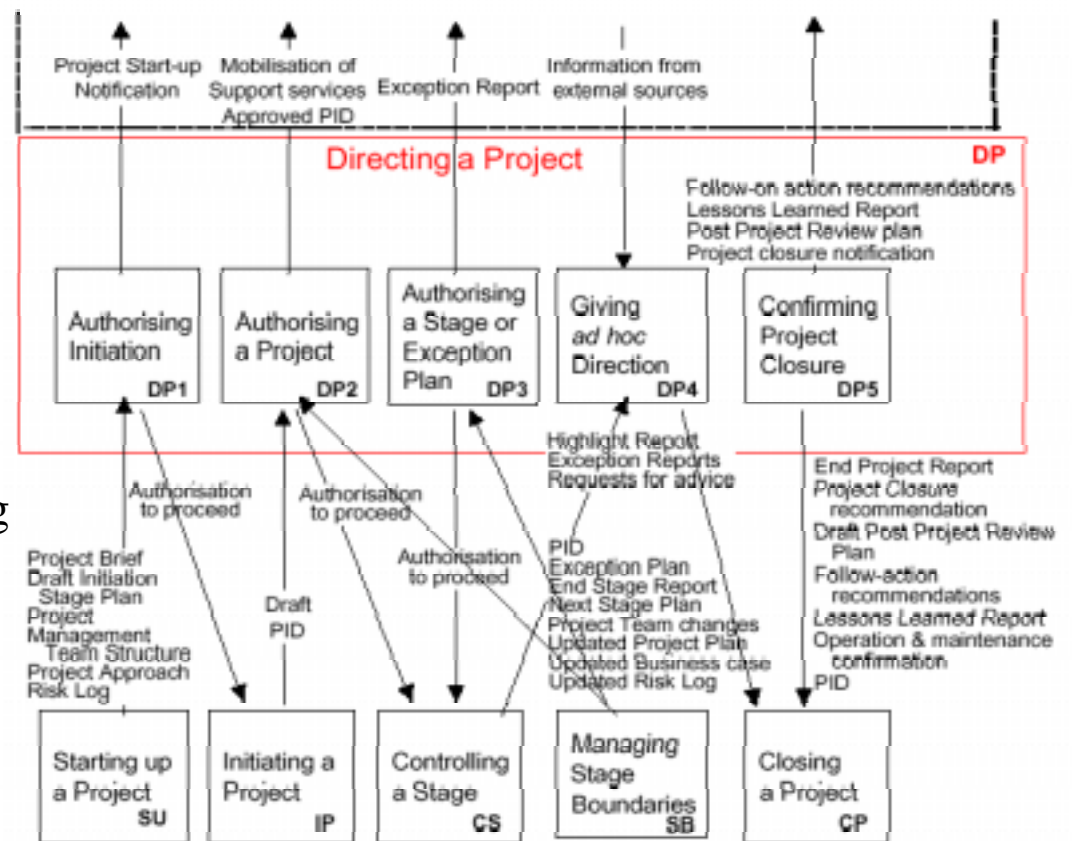 Project Start-up
Notification
Mobilisation of
Support services
Approved PID
Exception Report
Information from
external sources
Directing a Project
DP
Follow-on action recommendations
Lessons Learned Report
Post Project Review plan
Project closure notification
Authorising
Initiation
DP1
Authorising
a Project
DP2
Authorising
a Stage or
Exception
Plan
DP3
Giving
ad hoc
Direction
DP4
Confirming
Project
Closure
DP5
Authorisation
to proceed
Authorisation
to proceed
Authorisation
to proceed
Highlight Report
Exception Reports
Requests for advice
g
Project Brief
Draft Initiation
Stage Plan
Project
Management
Team Structure
Project Approach
Risk Log
Draft
PID
PID
Exception Plan
End Stage Report
Next Stage Plan
Project Team changes
Updated Project Plan
Updated Business case
Updated Risk Log
End Project Report
Project Closure
recommendation
Draft Post Project Review
Plan
Follow-action
recommendations
Lessons Learned Report
Operation & maintenance
confirmation
PID
Starting up
a Project
SU
Initiating a
Project
IP
Controlling
a Stage
CS
Managing
Stage
Boundaries
SB
Closing
a Project
CP